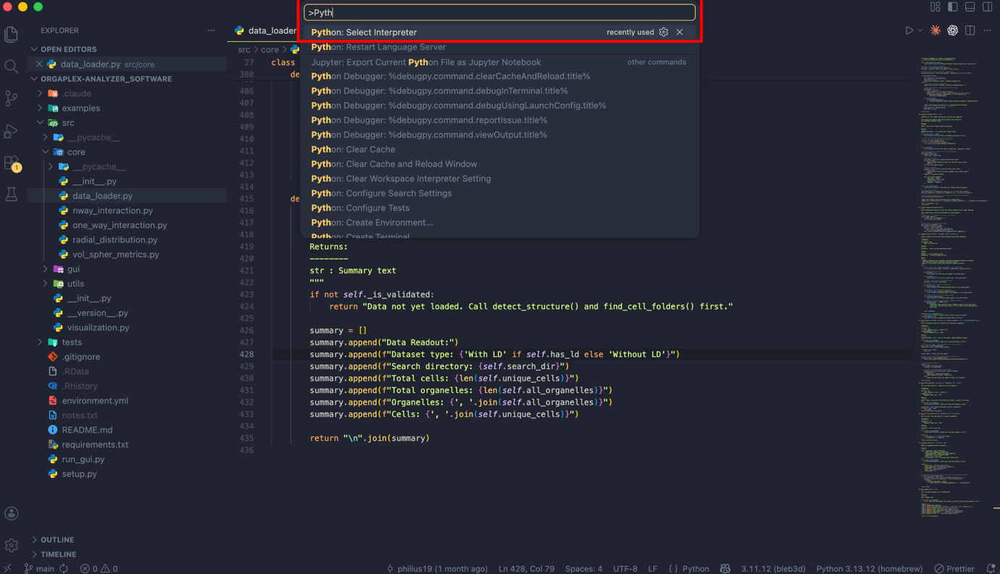 >Pyth
Python: Select Interpreter
recently used
Python: Restart Language Server
Jupyter: Export Current Python File as Jupyter Notebook
other commands
Python Debugger: %debugpy.command.clearCacheAndReload.title%
Python Debugger: %debugpy.command.debugInTerminal.title%
Python Debugger: %debugpy.command.debugUsingLaunchConfig.title%
Python Debugger: %debugpy.command.reportIssue.title%
Python Debugger: %debugpy.command.viewOutput.title%
Python: Clear Cache
Python: Clear Cache and Reload Window
Python: Clear Workspace Interpreter Setting
Python: Configure Search Settings
Python: Configure Tests
Python: Create Environment...
Python: Create Terminal
EXPLORER
OPEN EDITORS
data_loader.py src/core
ORGAPLEX-ANALYZER_SOFTWARE
.claude
examples
src
__pycache__
core
__pycache__
__init__.py
data_loader.py
nway_interaction.py
one_way_interaction.py
radial_distribution.py
vol_spher_metrics.py
gui
utils
__init__.py
__version__.py
visualization.py
tests
.gitignore
.RData
.Rhistory
environment.yml
notes.txt
README.md
requirements.txt
run_gui.py
setup.py
OUTLINE
TIMELINE
1
data_loader
src > core >
27 class
380 de
406
407
408
409
410
411
412
413
414
415 de
416
417
418
419 Returns:
420 --------
421 str : Summary text
422 """
423 if not self._is_validated:
424 return "Data not yet loaded. Call detect_structure() and find_cell_folders() first."
425
426 summary = []
427 summary.append("Data Readout:")
428 summary.append(f"Dataset type: {'With LD' if self.has_ld else 'Without LD'}")
429 summary.append(f"Search directory: {self.search_dir}")
430 summary.append(f"Total cells: {len(self.unique_cells)}")
431 summary.append(f"Total organelles: {len(self.all_organelles)}")
432 summary.append(f"Organelles: {', '.join(self.all_organelles)}")
433 summary.append(f"Cells: {', '.join(self.unique_cells)}")
434
435 return "\n".join(summary)
436
main 0 0 philius19 (1 month ago) Ln 428, Col 79 Spaces: 4 UTF-8 LF { } Python 3.11.12 (bleb3d) Python 3.13.12 (homebrew) Prettier